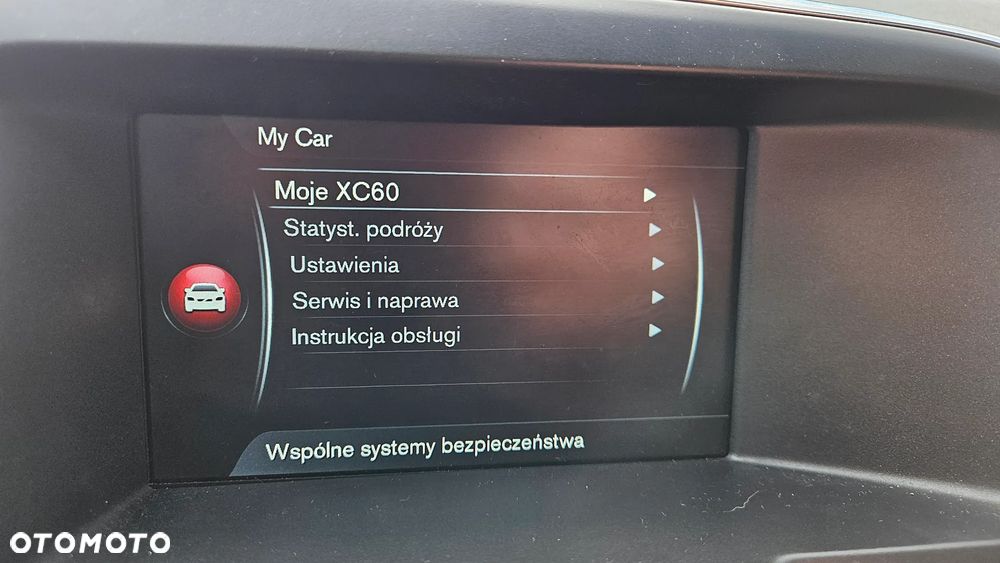 My Car
Moje XC60
Statyst. podróży
Ustawienia
Serwis i naprawa
Instrukcja obsługi
Wspólne systemy bezpieczeństwa
OTOMOTO